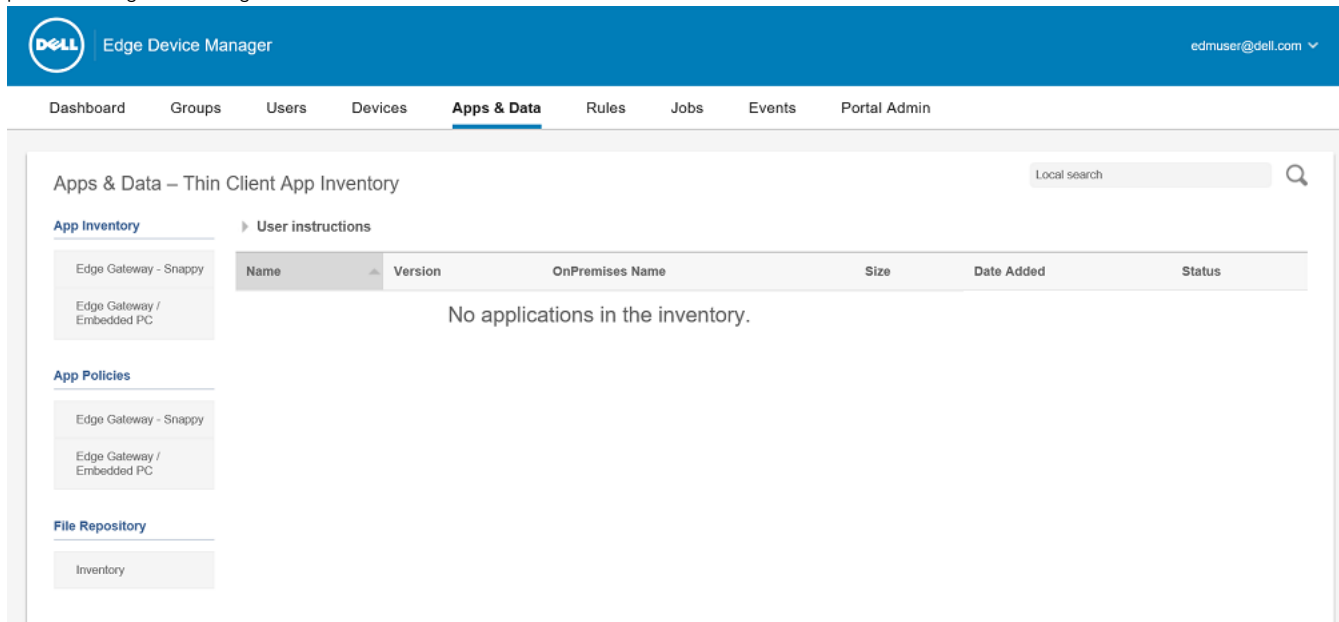 DELL
Edge Device Manager
edmuser@dell.com
Dashboard Groups Users Devices Apps & Data Rules Jobs Events Portal Admin
Apps & Data – Thin Client App Inventory
Local search
App Inventory
User instructions
Edge Gateway - Snappy
Name Version OnPremises Name Size Date Added Status
Edge Gateway /
Embedded PC
No applications in the inventory.
App Policies
Edge Gateway - Snappy
Edge Gateway /
Embedded PC
File Repository
Inventory